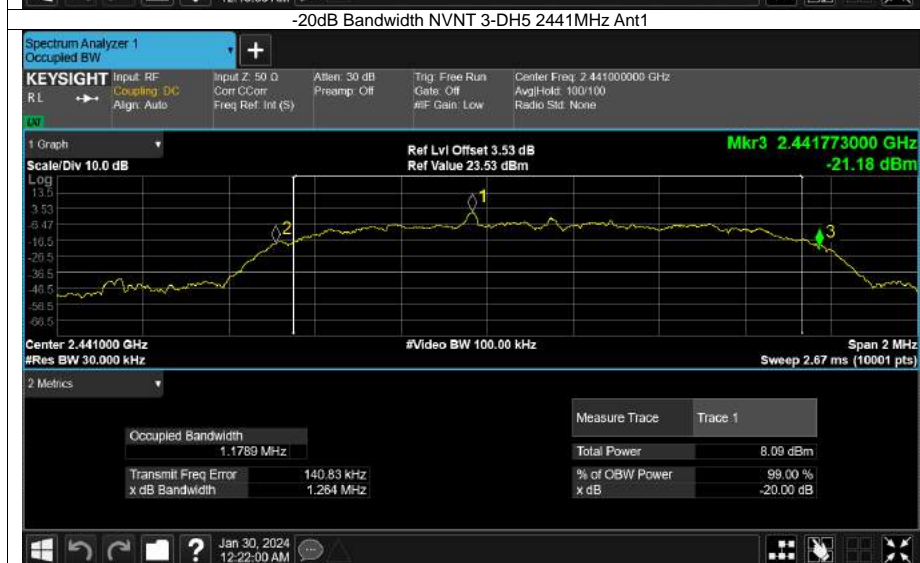 -20dB Bandwidth NVNT 3-DH5 2441MHz Ant1
Spectrum Analyzer 1
Occupied BW
+
KEYSIGHT
R L
LXI
Input: RF
Coupling: DC
Align: Auto
Input Z: 50 Ω
Corr CCorr
Freq Ref: Int (S)
Atten: 30 dB
Preamp: Off
Trig: Free Run
Gate: Off
#IF Gain: Low
Center Freq: 2.441000000 GHz
Avg|Hold: 100/100
Radio Std: None
1 Graph
Scale/Div 10.0 dB
Ref Lvl Offset 3.53 dB
Ref Value 23.53 dBm
Mkr3 2.441773000 GHz
-21.18 dBm
Log
13.5
3.53
-6.47
-16.5
-26.5
-36.5
-46.5
-56.5
-66.5
1
2
3
Center 2.441000 GHz
#Res BW 30.000 kHz
#Video BW 100.00 kHz
Span 2 MHz
Sweep 2.67 ms (10001 pts)
2 Metrics
Occupied Bandwidth
1.1789 MHz
Transmit Freq Error 140.83 kHz
x dB Bandwidth 1.264 MHz
Measure Trace Trace 1
Total Power 8.09 dBm
% of OBW Power 99.00 %
x dB -20.00 dB
?
Jan 30, 2024
12:22:00 AM